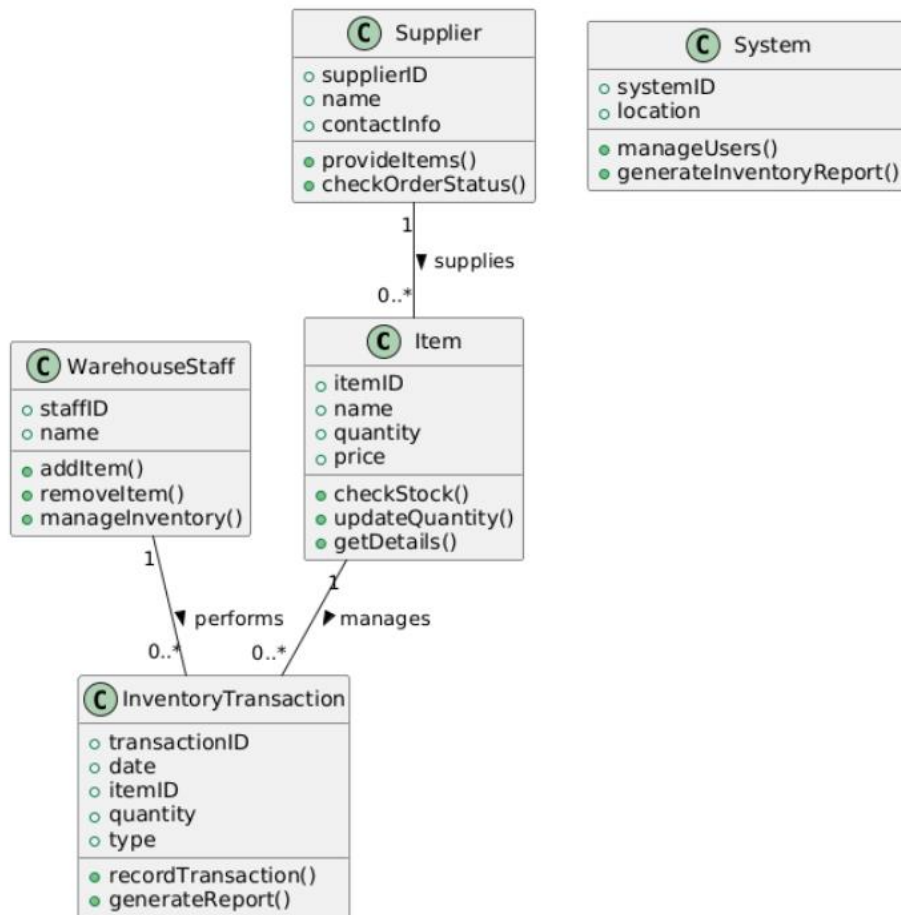 C Supplier
supplierID
name
contactInfo
provideItems()
checkOrderStatus()
C System
systemID
location
manageUsers()
generateInventoryReport()
1
supplies
0..*
C WarehouseStaff
staffID
name
addItem()
removeItem()
manageInventory()
C Item
itemID
name
quantity
price
checkStock()
updateQuantity()
getDetails()
1
performs
0..*
1
manages
0..*
C InventoryTransaction
transactionID
date
itemID
quantity
type
recordTransaction()
generateReport()